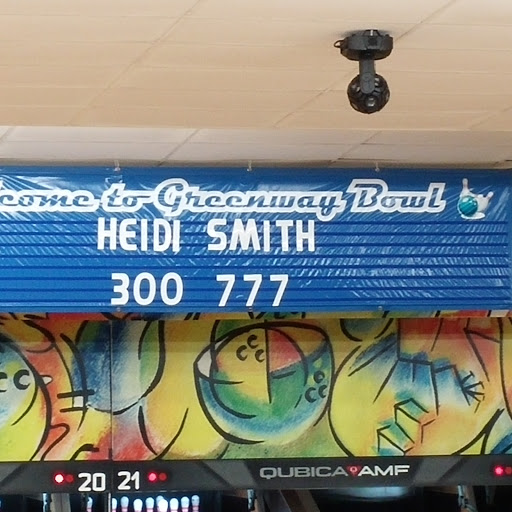 come to Greenway Bowl
HEIDI SMITH
300 777
20 21
QUBICA AMF